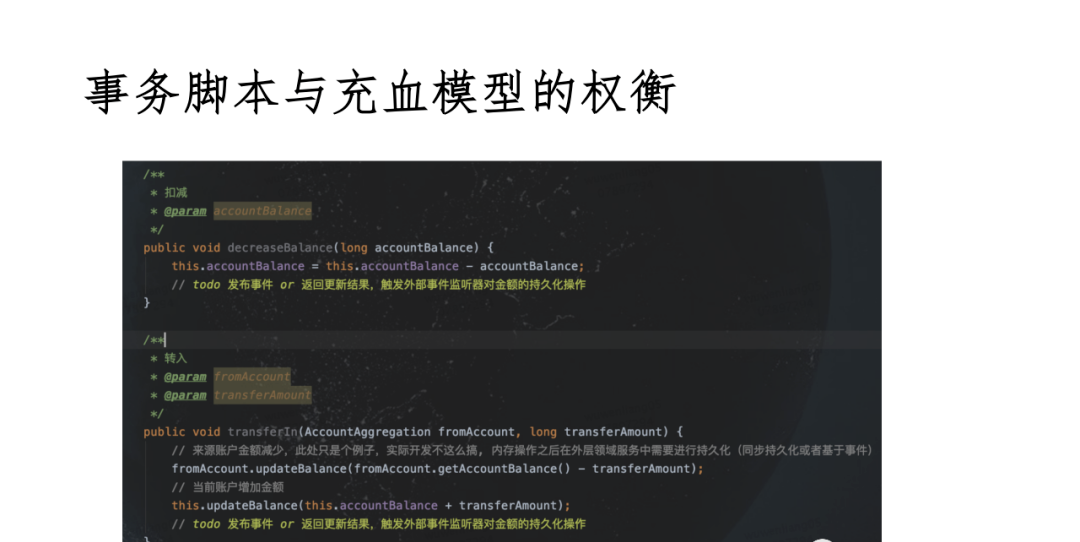 事务脚本与充血模型的权衡
/**
 * 扣减
 * @param accountBalance
 */
public void decreaseBalance(long accountBalance) {
    this.accountBalance = this.accountBalance - accountBalance;
    // todo 发布事件 or 返回更新结果，触发外部事件监听器对金额的持久化操作
}
/**
 * 转入
 * @param fromAccount
 * @param transferAmount
 */
public void transferIn(AccountAggregation fromAccount, long transferAmount) {
    // 来源账户金额减少，此处只是个例子，实际开发不这么搞, 内存操作之后在外层领域服务中需要进行持久化（同步持久化或者基于事件）
    fromAccount.updateBalance(fromAccount.getAccountBalance() - transferAmount);
    // 当前账户增加金额
    this.updateBalance(this.accountBalance + transferAmount);
    // todo 发布事件 or 返回更新结果，触发外部事件监听器对金额的持久化操作
}